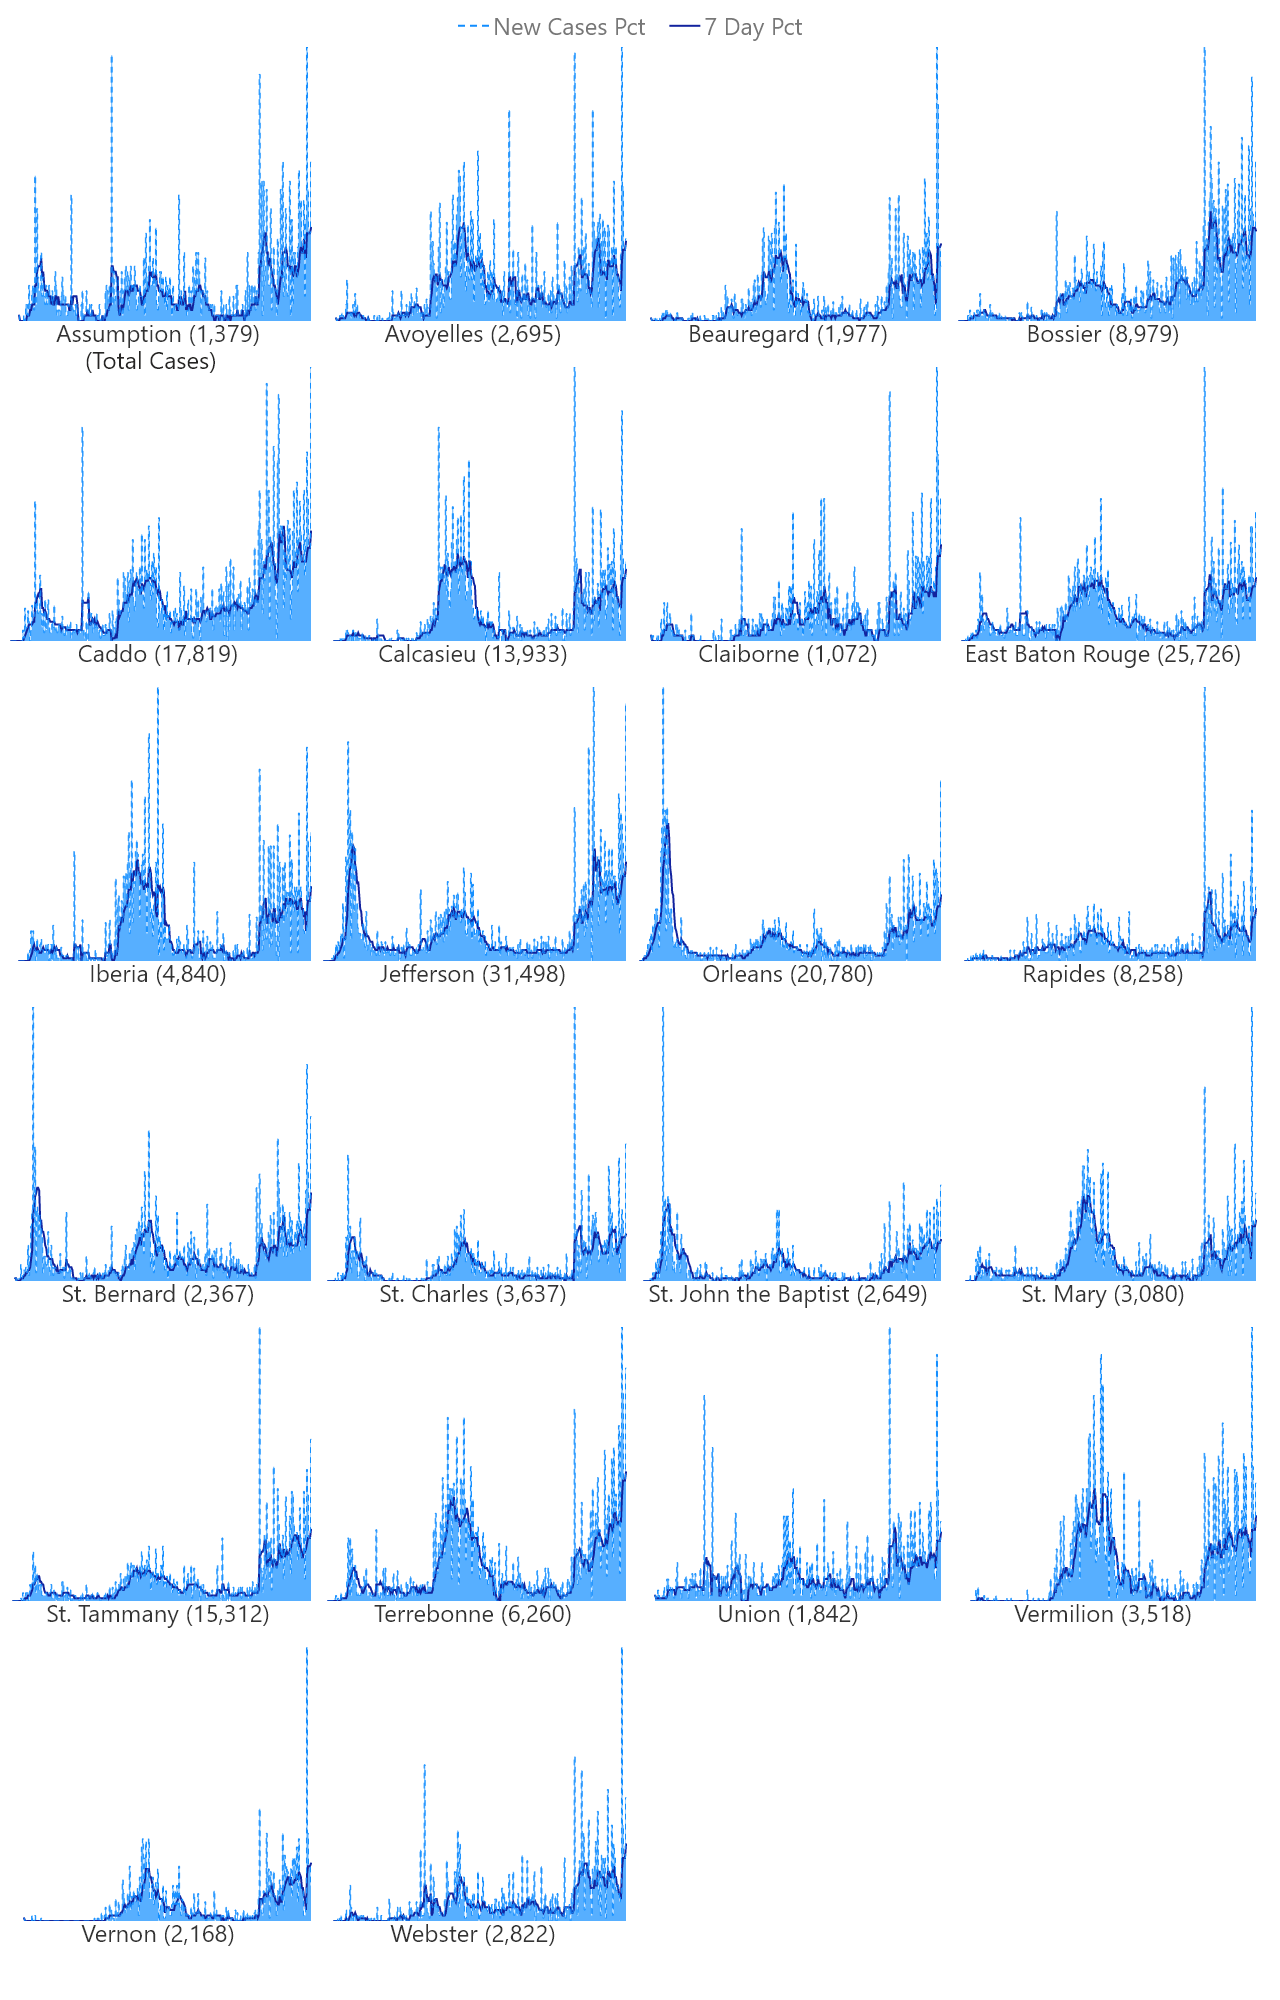 New Cases Pct 7 Day Pct
Assumption (1,379) Avoyelles (2,695) Beauregard (1,977) Bossier (8,979)
(Total Cases)
Caddo (17,819) Calcasieu (13,933) Claiborne (1,072) East Baton Rouge (25,726)
Iberia (4,840) Jefferson (31,498) Orleans (20,780) Rapides (8,258)
St. Bernard (2,367) St. Charles (3,637) St. John the Baptist (2,649) St. Mary (3,080)
St. Tammany (15,312) Terrebonne (6,260) Union (1,842) Vermilion (3,518)
Vernon (2,168) Webster (2,822)